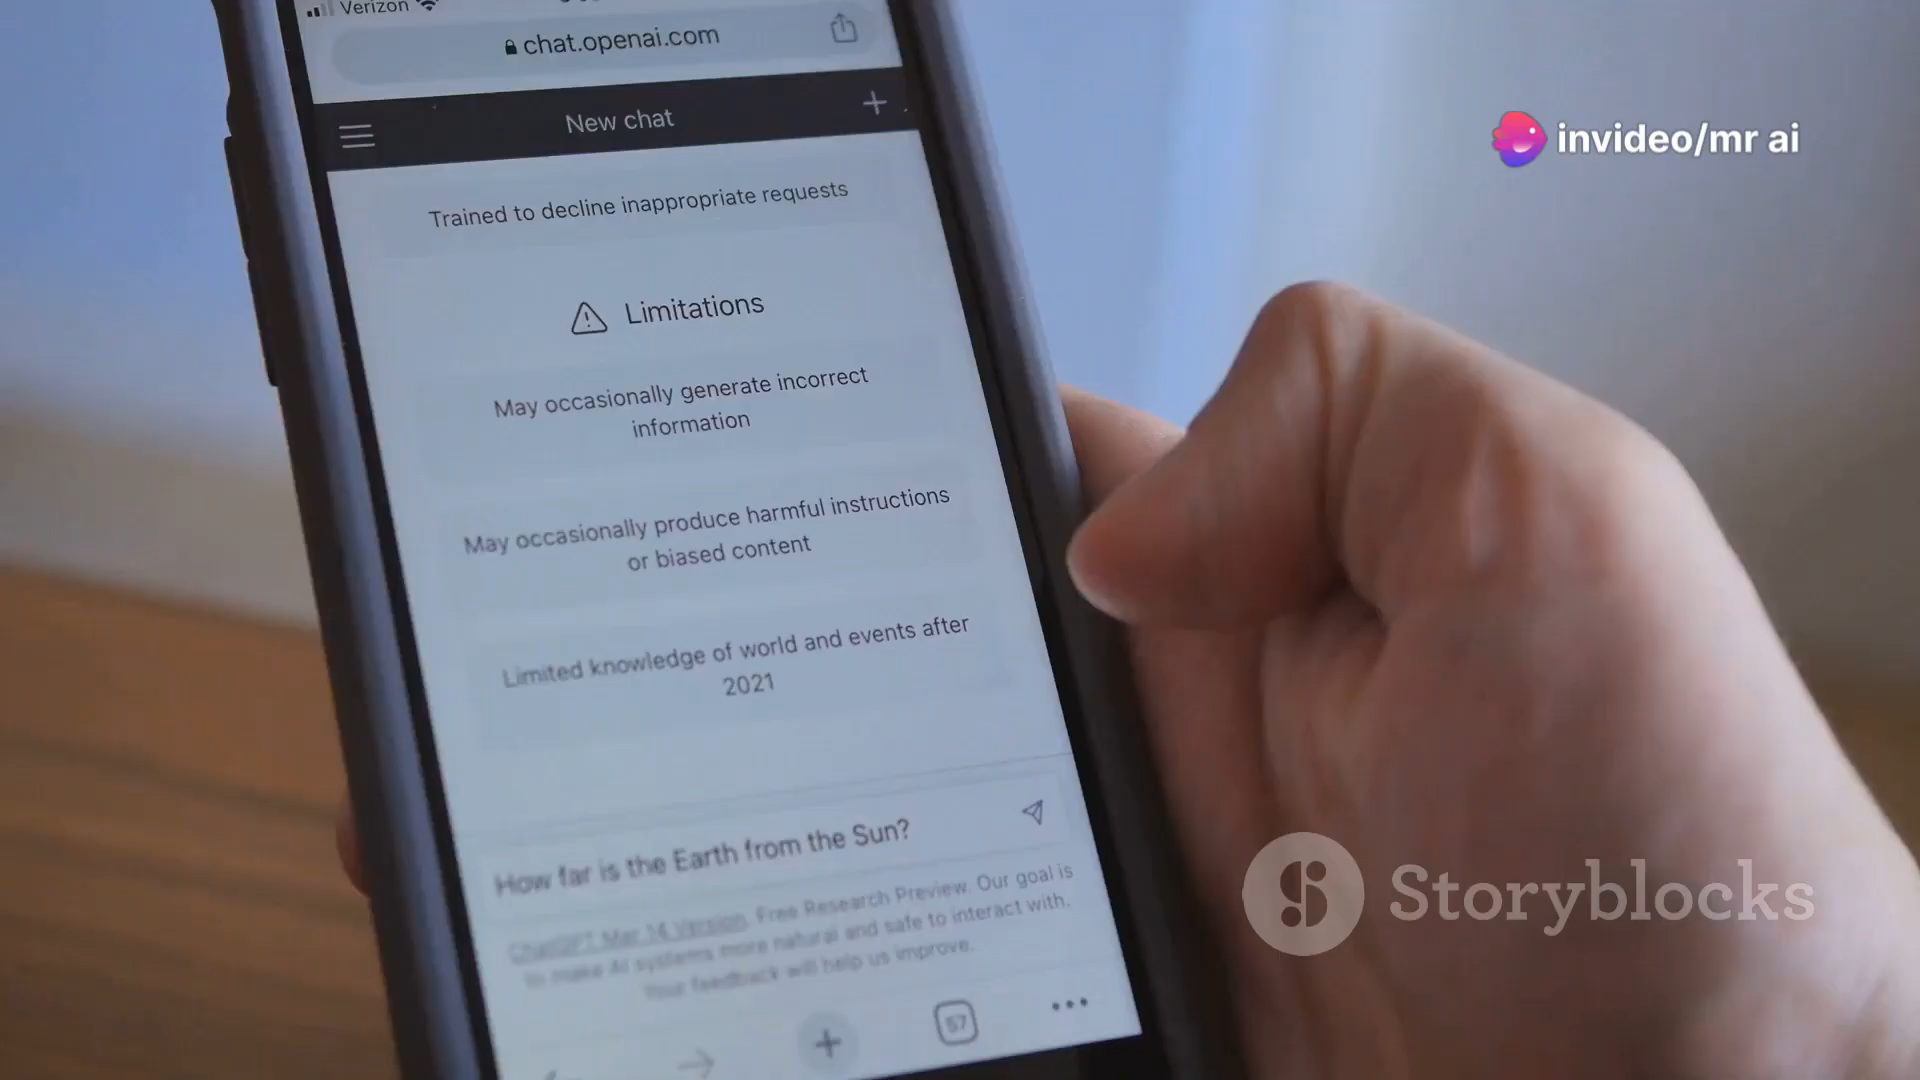 Verizon
chat.openai.com
New chat
Trained to decline inappropriate requests
Limitations
May occasionally generate incorrect
information
May occasionally produce harmful instructions
or biased content
Limited knowledge of world and events after
2021
How far is the Earth from the Sun?
ChatGPT Mar 14 Version. Free Research Preview. Our goal is
to make AI systems more natural and safe to interact with.
Your feedback will help us improve.
57
invideo/mr ai
Storyblocks